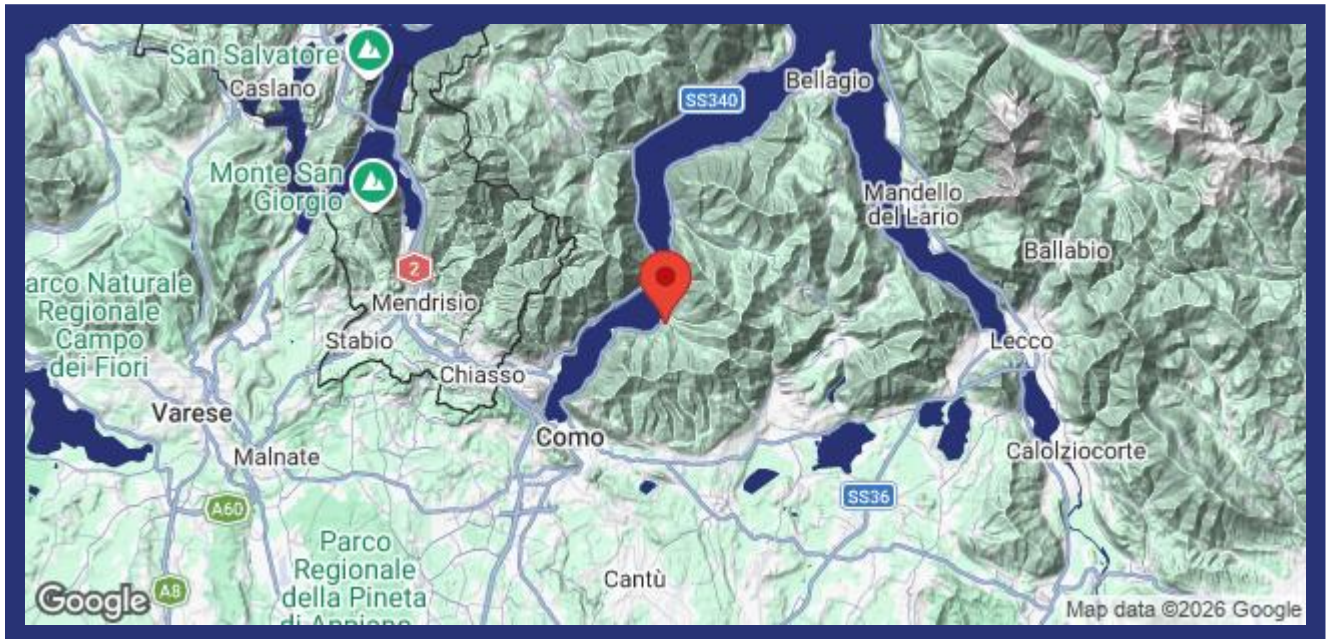 San Salvatore
Caslano
Bellagio
SS340
Monte San
Giorgio
Mandello
del Lario
Ballabio
2
arco Naturale
Regionale
Campo
dei Fiori
Mendrisio
Stabio
Lecco
Chiasso
Varese
Como
Malnate
Calolziocorte
SS36
A60
Parco
Regionale
della Pineta
di Appiano
Cantù
A8
Google
Map data ©2026 Google